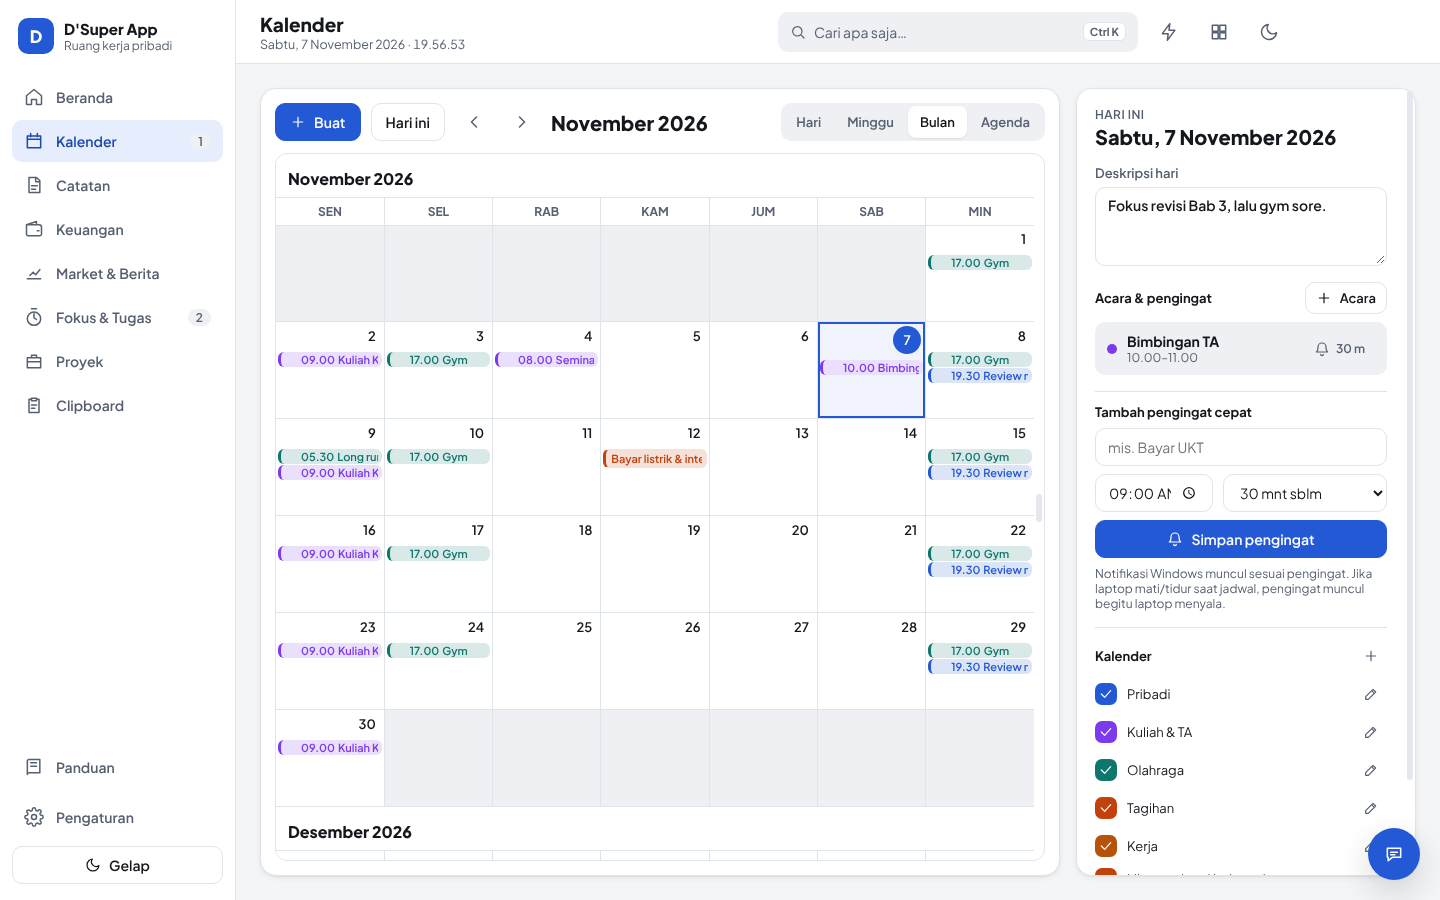 D
D'Super App
Ruang kerja pribadi
Beranda
Kalender
1
Catatan
Keuangan
Market & Berita
Fokus & Tugas
2
Proyek
Clipboard
Panduan
Pengaturan
Gelap
Kalender
Sabtu, 7 November 2026 · 19.56.53
Cari apa saja…
Ctrl K
Buat
Hari ini
November 2026
Hari
Minggu
Bulan
Agenda
November 2026
SEN SEL RAB KAM JUM SAB MIN
1
17.00 Gym
2 3 4 5 6 7 8
09.00 Kuliah K
17.00 Gym
08.00 Semina
10.00 Bimbing
17.00 Gym
19.30 Review r
9 10 11 12 13 14 15
05.30 Long ru
09.00 Kuliah K
17.00 Gym
Bayar listrik & inte
17.00 Gym
19.30 Review r
16 17 18 19 20 21 22
09.00 Kuliah K
17.00 Gym
17.00 Gym
19.30 Review r
23 24 25 26 27 28 29
09.00 Kuliah K
17.00 Gym
17.00 Gym
19.30 Review r
30
09.00 Kuliah K
Desember 2026
HARI INI
Sabtu, 7 November 2026
Deskripsi hari
Fokus revisi Bab 3, lalu gym sore.
Acara & pengingat
Acara
Bimbingan TA
10.00–11.00
30 m
Tambah pengingat cepat
mis. Bayar UKT
09:00 AM
30 mnt sblm
Simpan pengingat
Notifikasi Windows muncul sesuai pengingat. Jika
laptop mati/tidur saat jadwal, pengingat muncul
begitu laptop menyala.
Kalender
Pribadi
Kuliah & TA
Olahraga
Tagihan
Kerja